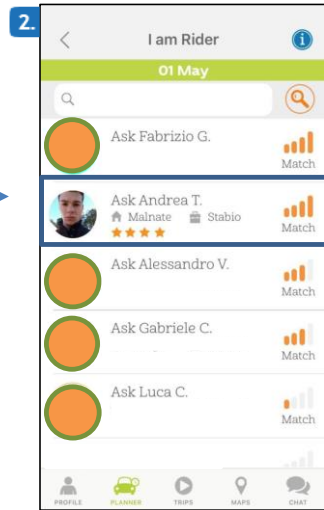 2.
I am Rider
01 May
Ask Fabrizio G.
Match
Ask Andrea T.
Malnate Stabio
Match
Ask Alessandro V.
Match
Ask Gabriele C.
Match
Ask Luca C.
Match
PROFILE PLANNER TRIPS MAPS CHAT